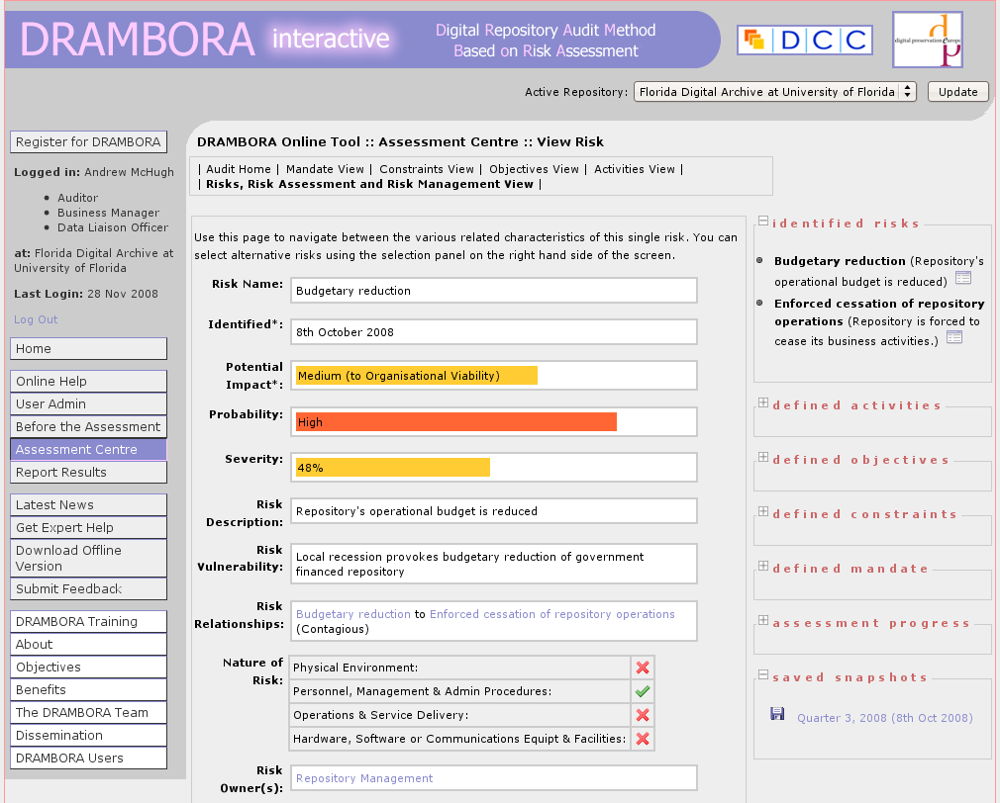 DRAMBORA interactive
Digital Repository Audit Method
Based on Risk Assessment
DCC
digital preservation europe
dp
Active Repository: Florida Digital Archive at University of Florida Update
Register for DRAMBORA
Logged in: Andrew McHugh
Auditor
Business Manager
Data Liaison Officer
at: Florida Digital Archive at
University of Florida
Last Login: 28 Nov 2008
Log Out
Home
Online Help
User Admin
Before the Assessment
Assessment Centre
Report Results
Latest News
Get Expert Help
Download Offline
Version
Submit Feedback
DRAMBORA Training
About
Objectives
Benefits
The DRAMBORA Team
Dissemination
DRAMBORA Users
DRAMBORA Online Tool :: Assessment Centre :: View Risk
| Audit Home | Mandate View | Constraints View | Objectives View | Activities View |
| Risks, Risk Assessment and Risk Management View |
Use this page to navigate between the various related characteristics of this single risk. You can
select alternative risks using the selection panel on the right hand side of the screen.
Risk Name: Budgetary reduction
Identified*: 8th October 2008
Potential
Impact*: Medium (to Organisational Viability)
Probability: High
Severity: 48%
Risk
Description: Repository's operational budget is reduced
Risk
Vulnerability: Local recession provokes budgetary reduction of government
financed repository
Risk
Relationships: Budgetary reduction to Enforced cessation of repository operations
(Contagious)
Nature of
Risk:
Physical Environment:
Personnel, Management & Admin Procedures:
Operations & Service Delivery:
Hardware, Software or Communications Equipt & Facilities:
Risk
Owner(s): Repository Management
identified risks
Budgetary reduction (Repository's
operational budget is reduced)
Enforced cessation of repository
operations (Repository is forced to
cease its business activities.)
defined activities
defined objectives
defined constraints
defined mandate
assessment progress
saved snapshots
Quarter 3, 2008 (8th Oct 2008)